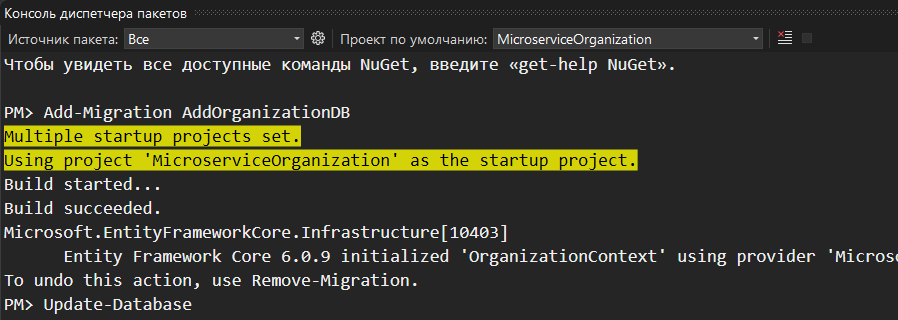 Консоль диспетчера пакетов
Источник пакета: Все Проект по умолчанию: MicroserviceOrganization
Чтобы увидеть все доступные команды NuGet, введите «get-help NuGet».
PM> Add-Migration AddOrganizationDB
Multiple startup projects set.
Using project 'MicroserviceOrganization' as the startup project.
Build started...
Build succeeded.
Microsoft.EntityFrameworkCore.Infrastructure[10403]
Entity Framework Core 6.0.9 initialized 'OrganizationContext' using provider 'Micros
To undo this action, use Remove-Migration.
PM> Update-Database